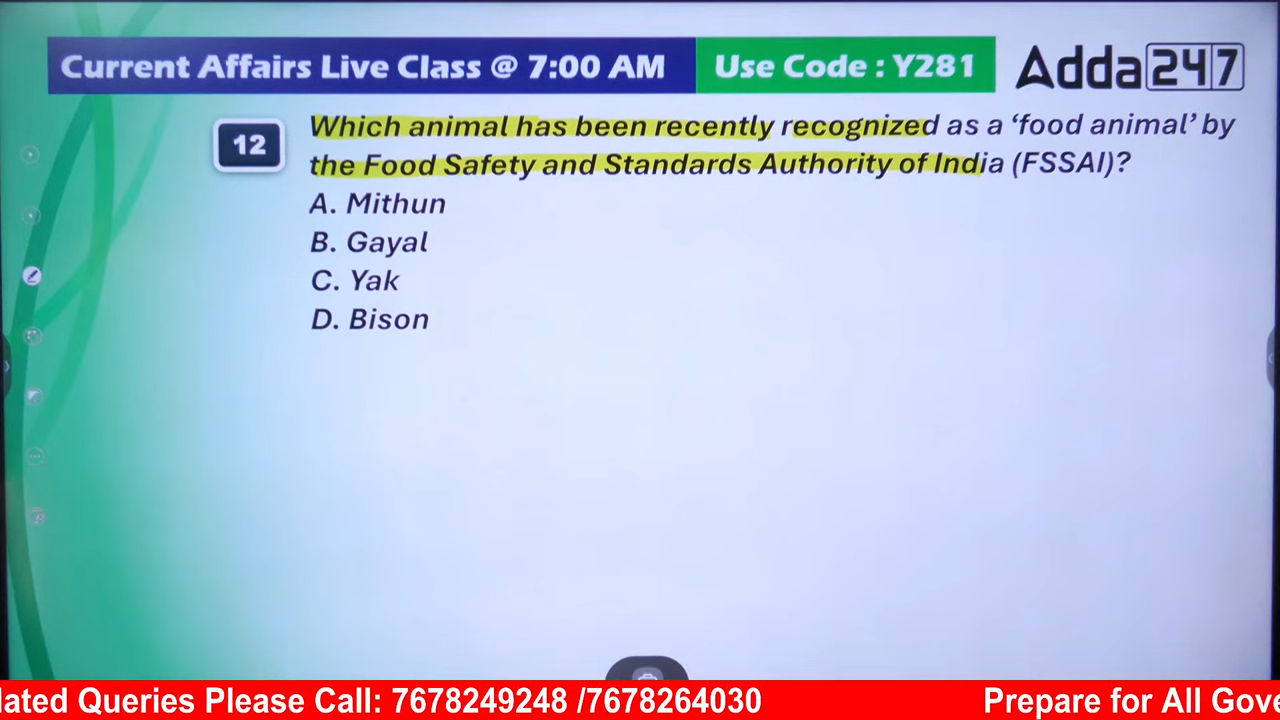 Current Affairs Live Class @ 7:00 AM
Use Code : Y281
Adda247
12
Which animal has been recently recognized as a ‘food animal’ by
the Food Safety and Standards Authority of India (FSSAI)?
A. Mithun
B. Gayal
C. Yak
D. Bison
lated Queries Please Call: 7678249248 /7678264030
Prepare for All Gove